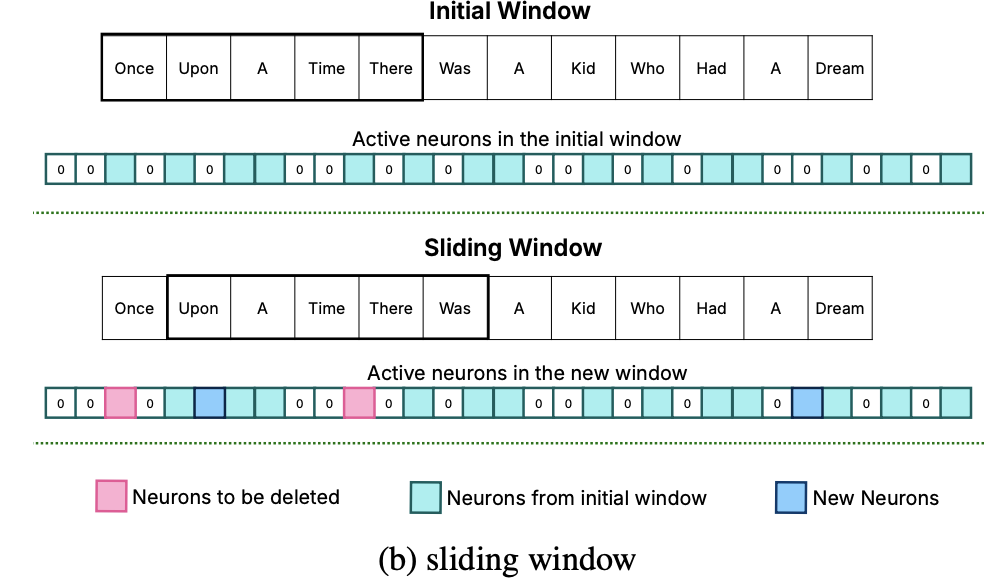 Initial Window
Once Upon A Time There Was A Kid Who Had A Dream
Active neurons in the initial window
0 0 0 0 0 0 0 0 0 0 0 0 0 0 0 0
Sliding Window
Once Upon A Time There Was A Kid Who Had A Dream
Active neurons in the new window
0 0 0 0 0 0 0 0 0 0 0 0 0 0
Neurons to be deleted Neurons from initial window New Neurons
(b) sliding window